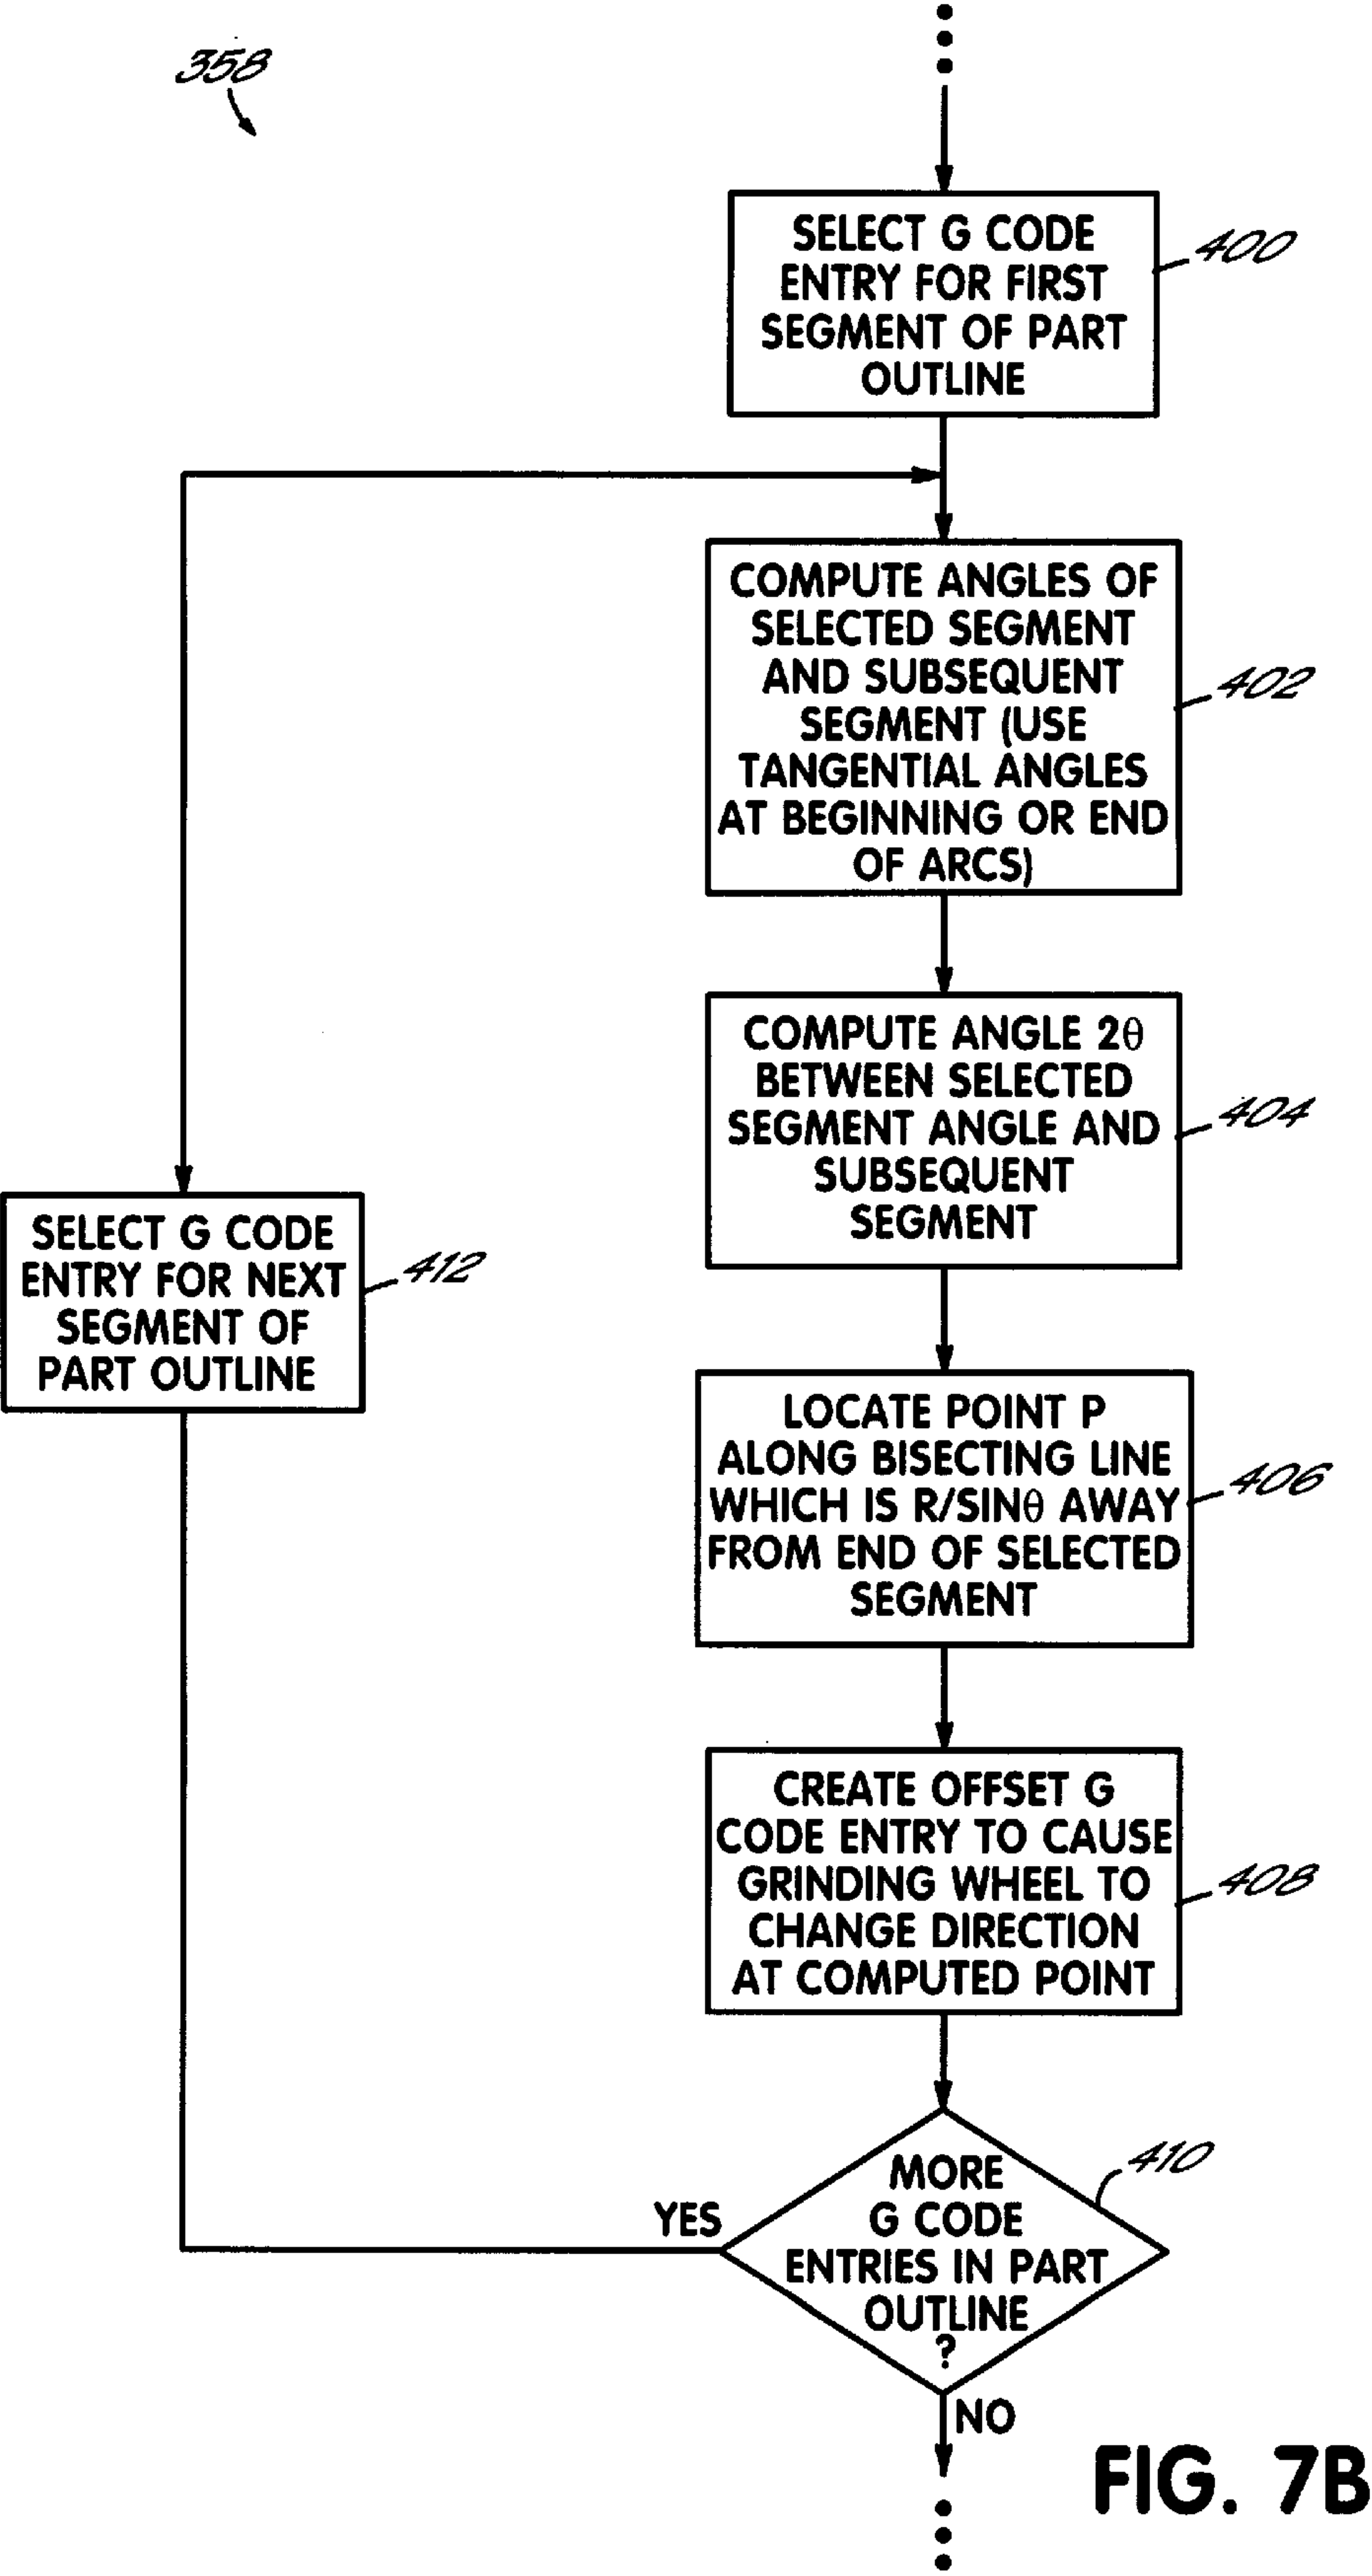 358
SELECT G CODE
ENTRY FOR FIRST
SEGMENT OF PART
OUTLINE
400
COMPUTE ANGLES OF
SELECTED SEGMENT
AND SUBSEQUENT
SEGMENT (USE
TANGENTIAL ANGLES
AT BEGINNING OR END
OF ARCS)
402
COMPUTE ANGLE 2θ
BETWEEN SELECTED
SEGMENT ANGLE AND
SUBSEQUENT
SEGMENT
404
SELECT G CODE
ENTRY FOR NEXT
SEGMENT OF
PART OUTLINE
412
LOCATE POINT P
ALONG BISECTING LINE
WHICH IS R/SINθ AWAY
FROM END OF SELECTED
SEGMENT
406
CREATE OFFSET G
CODE ENTRY TO CAUSE
GRINDING WHEEL TO
CHANGE DIRECTION
AT COMPUTED POINT
408
MORE
G CODE
ENTRIES IN PART
OUTLINE
?
410
YES
NO
FIG. 7B